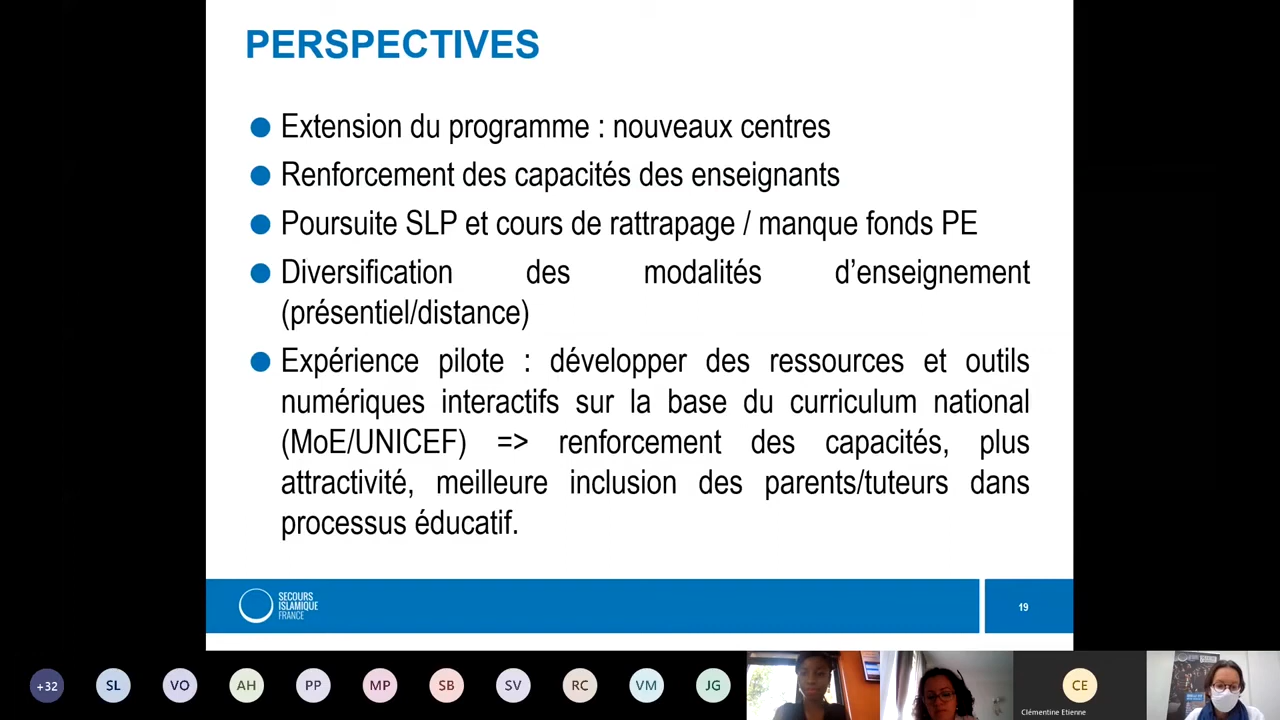 PERSPECTIVES
Extension du programme : nouveaux centres
Renforcement des capacités des enseignants
Poursuite SLP et cours de rattrapage / manque fonds PE
Diversification des modalités d’enseignement
(présentiel/distance)
Expérience pilote : développer des ressources et outils
numériques interactifs sur la base du curriculum national
(MoE/UNICEF) => renforcement des capacités, plus
attractivité, meilleure inclusion des parents/tuteurs dans
processus éducatif.
SECOURS
ISLAMIQUE
FRANCE
19
+32 SL VO AH PP MP SB SV RC VM JG CE
Clémentine Etienne